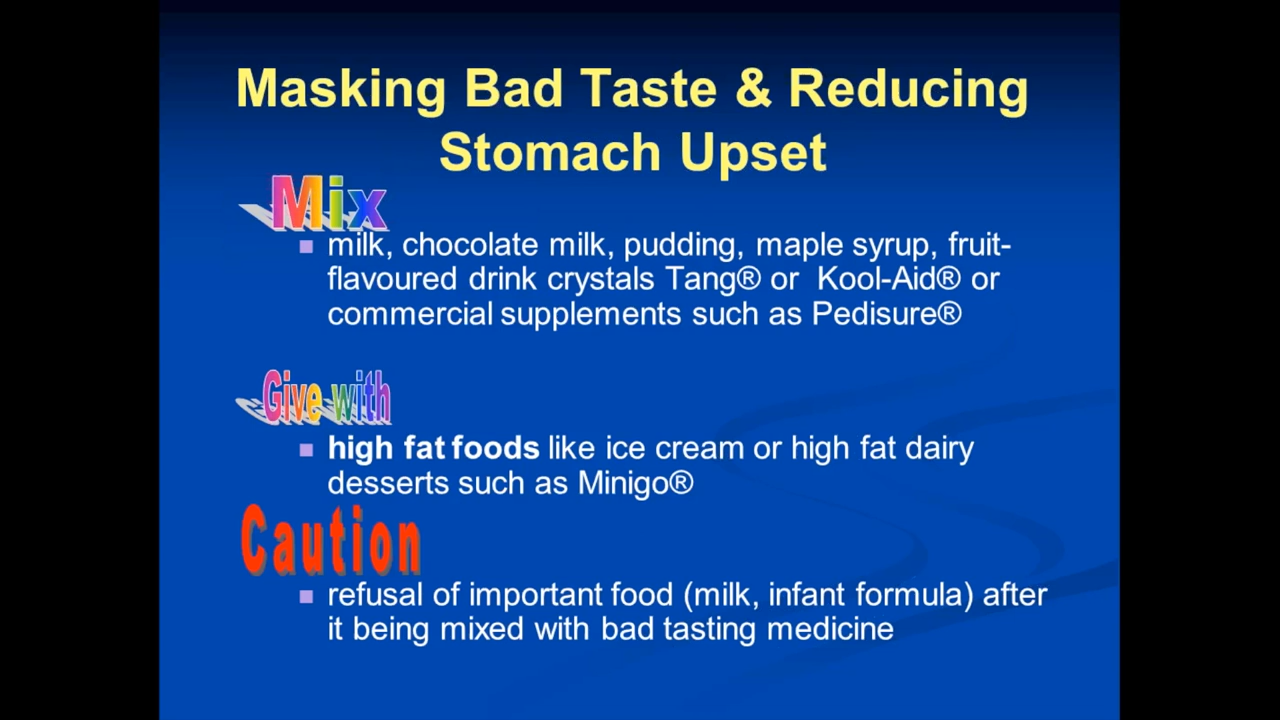 Masking Bad Taste & Reducing
Stomach Upset
Mix
milk, chocolate milk, pudding, maple syrup, fruit-
flavoured drink crystals Tang® or Kool-Aid® or
commercial supplements such as Pedisure®
Give with
high fat foods like ice cream or high fat dairy
desserts such as Minigo®
Caution
refusal of important food (milk, infant formula) after
it being mixed with bad tasting medicine